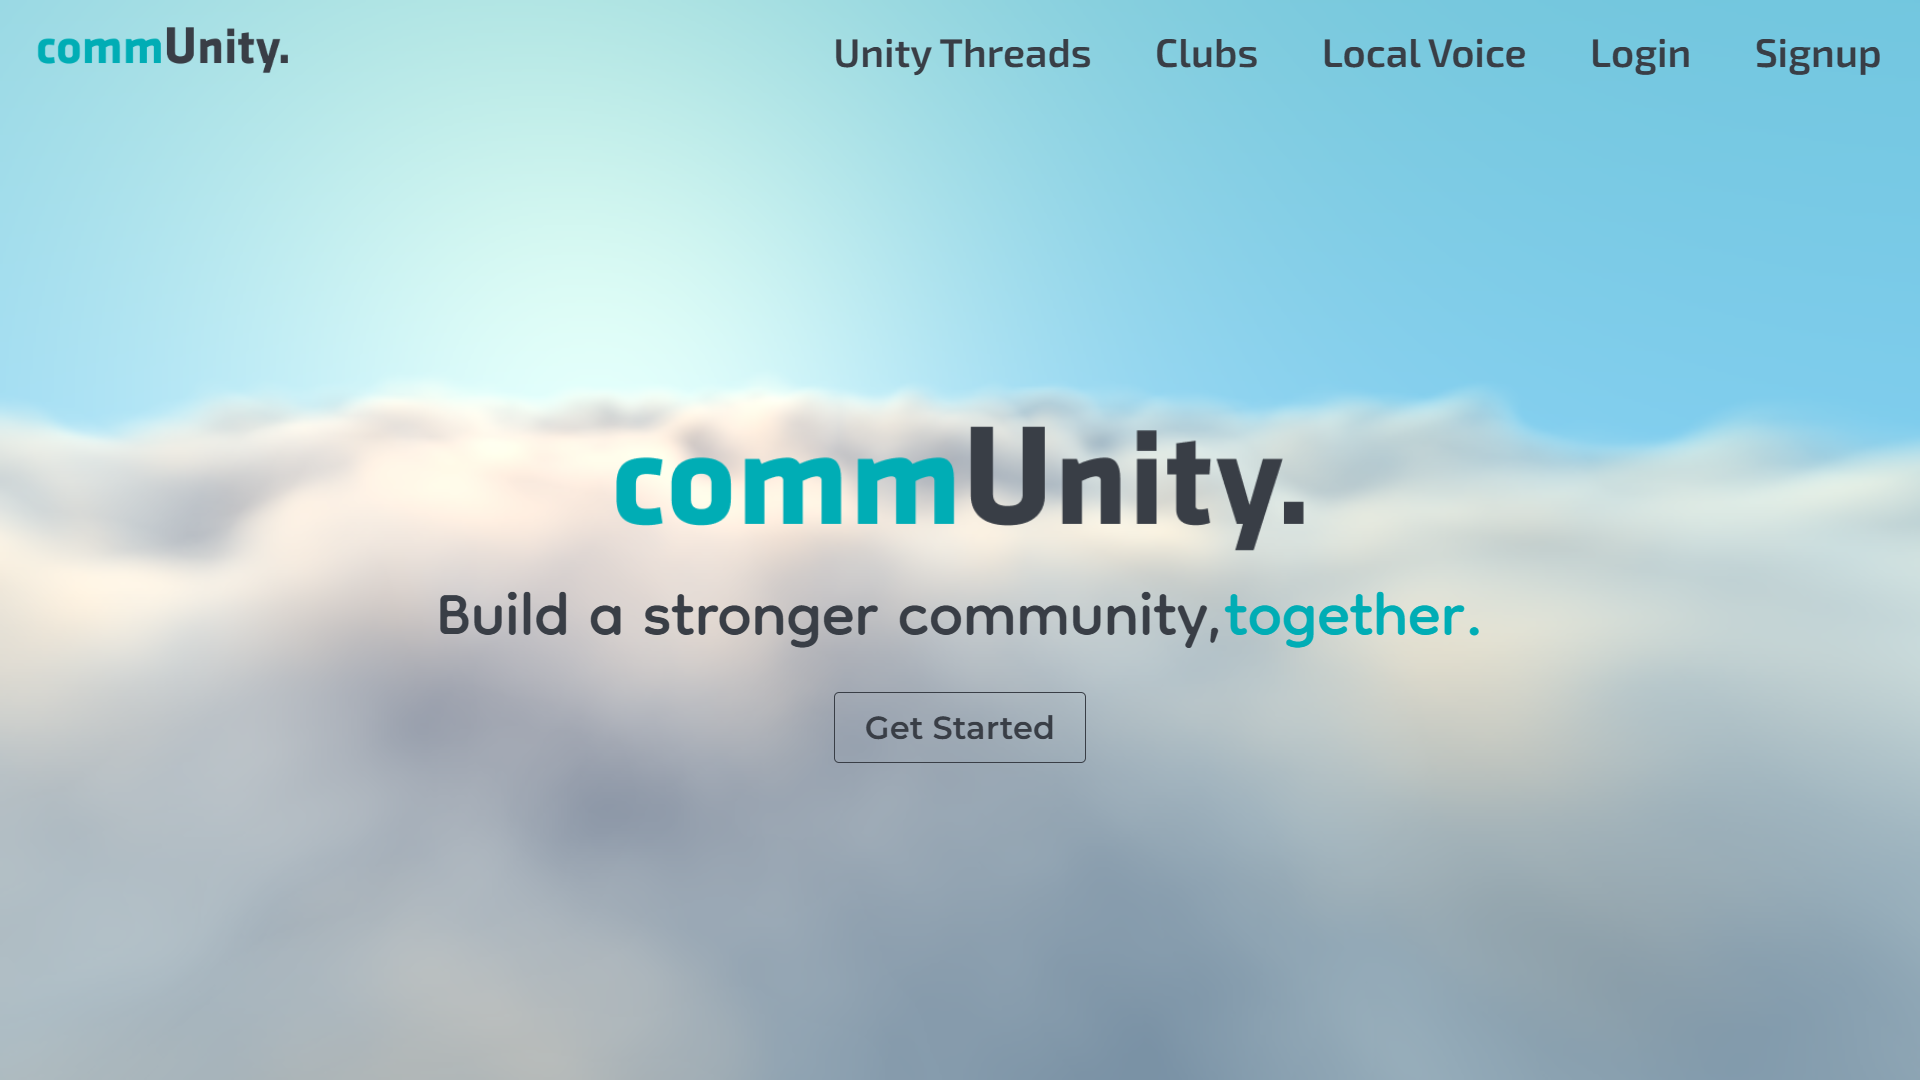 commUnity.
Unity Threads Clubs Local Voice Login Signup
commUnity.
Build a stronger community,together.
Get Started